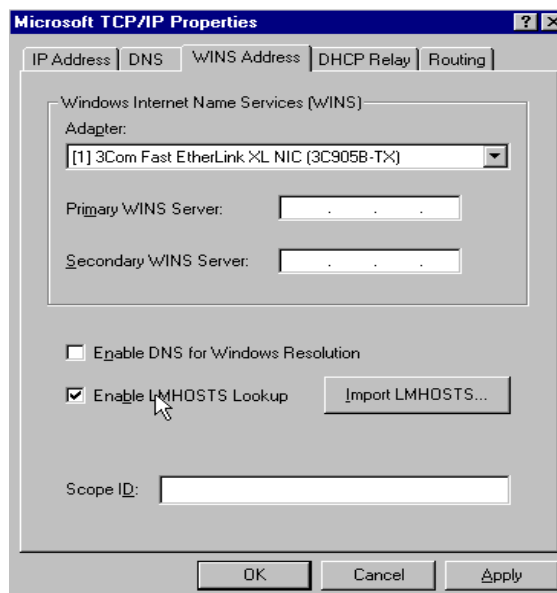 Microsoft TCP/IP Properties
IP Address DNS WINS Address DHCP Relay Routing
Windows Internet Name Services (WINS)
Adapter:
[1] 3Com Fast EtherLink XL NIC (3C905B-TX)
Primary WINS Server: . . .
Secondary WINS Server: . . .
Enable DNS for Windows Resolution
Enable LMHOSTS Lookup Import LMHOSTS...
Scope ID:
OK Cancel Apply